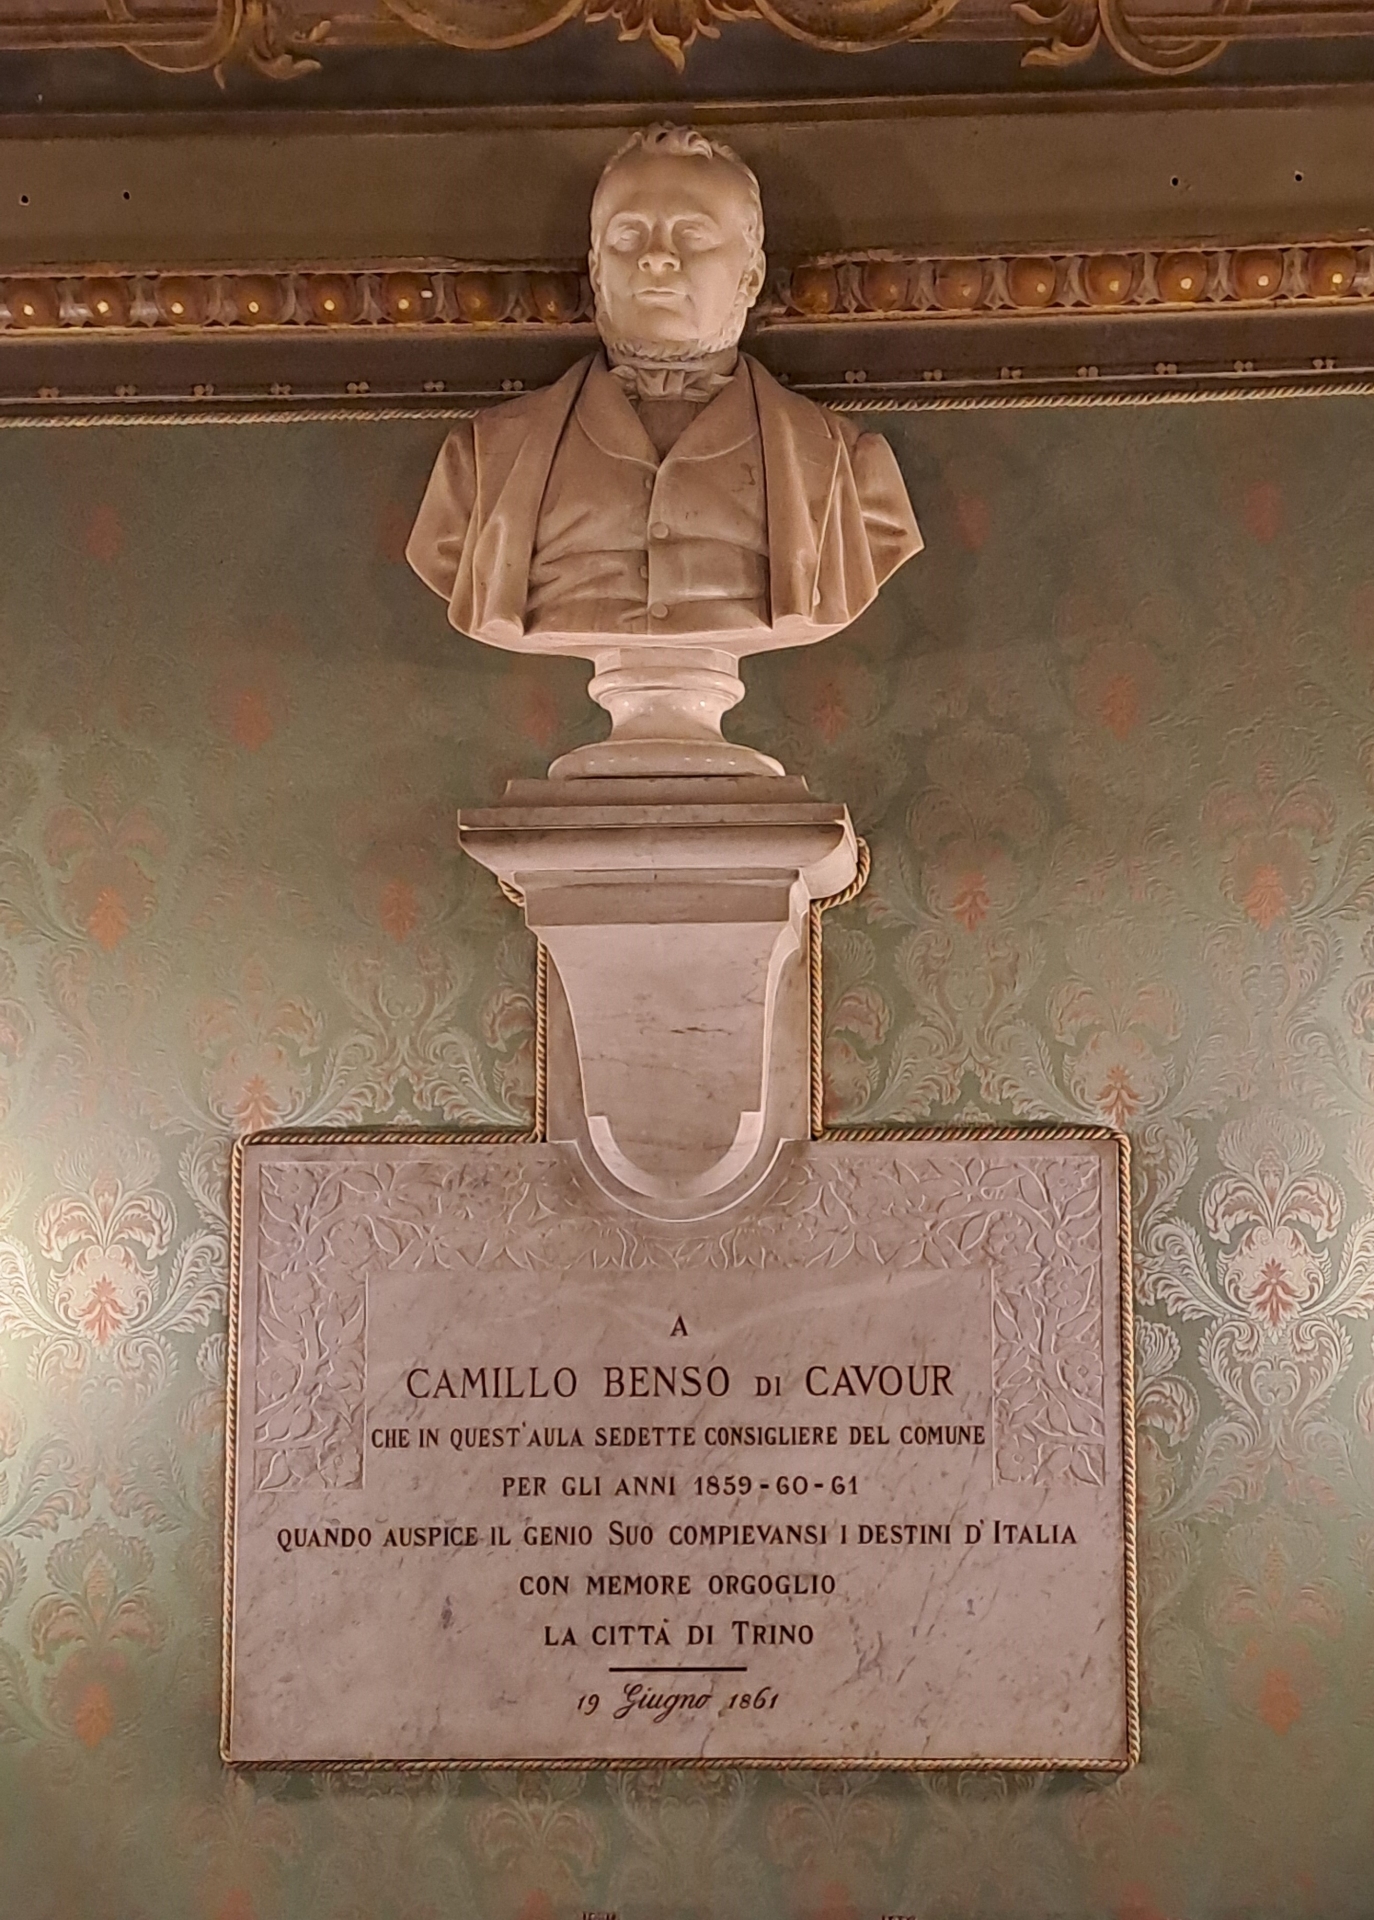 A
CAMILLO BENSO DI CAVOUR
CHE IN QUEST'AULA SEDETTE CONSIGLIERE DEL COMUNE
PER GLI ANNI 1859-60-61
QUANDO AUSPICE IL GENIO SUO COMPIEVANSI I DESTINI D'ITALIA
CON MEMORE ORGOGLIO
LA CITTÀ DI TRINO
19 Giugno 1861